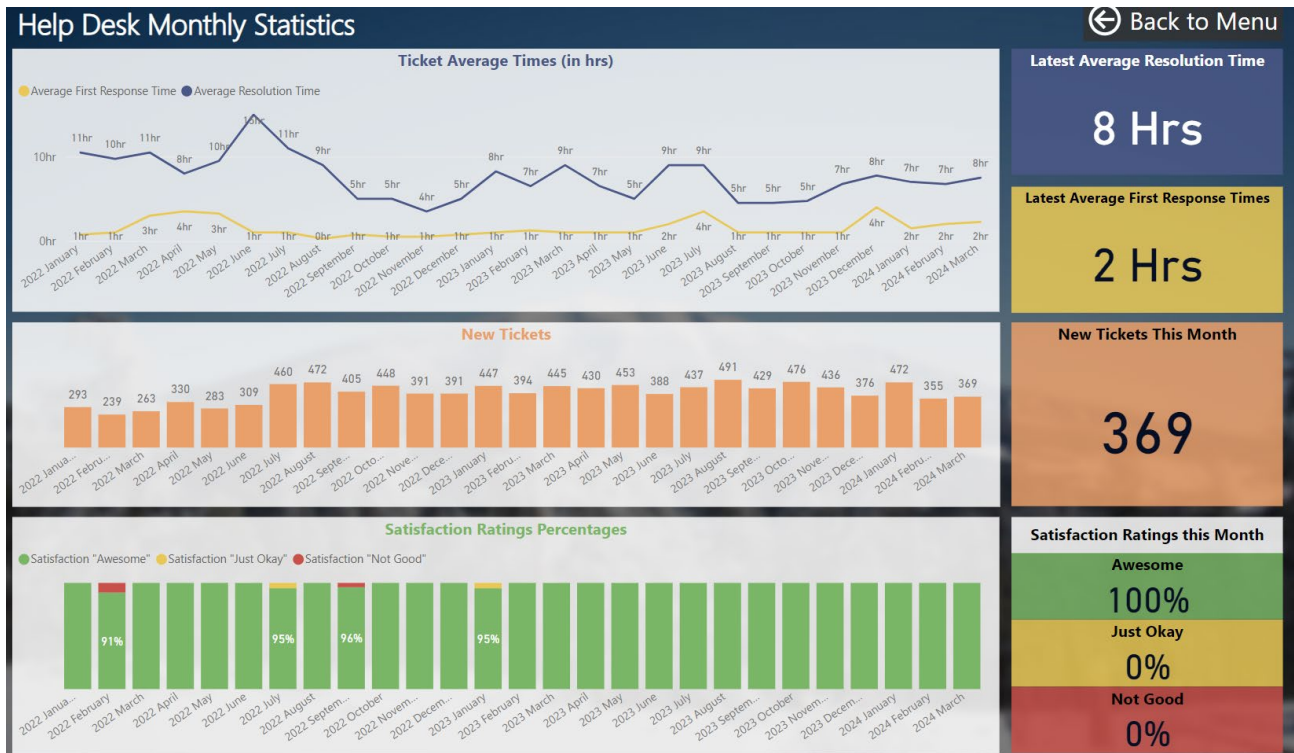 Help Desk Monthly Statistics
Back to Menu
Ticket Average Times (in hrs)
Average First Response Time Average Resolution Time
10hr
0hr
11hr 10hr 11hr 8hr 10hr 15hr 11hr 9hr 5hr 5hr 4hr 5hr 8hr 7hr 9hr 7hr 5hr 9hr 9hr 5hr 5hr 5hr 7hr 8hr 7hr 7hr 8hr
1hr 1hr 3hr 4hr 3hr 1hr 1hr 0hr 1hr 1hr 1hr 1hr 1hr 1hr 1hr 1hr 1hr 2hr 4hr 1hr 1hr 1hr 1hr 4hr 2hr 2hr 2hr
2022 January 2022 February 2022 March 2022 April 2022 May 2022 June 2022 July 2022 August 2022 September 2022 October 2022 November 2022 December 2023 January 2023 February 2023 March 2023 April 2023 May 2023 June 2023 July 2023 August 2023 September 2023 October 2023 November 2023 December 2024 January 2024 February 2024 March
Latest Average Resolution Time
8 Hrs
Latest Average First Response Times
2 Hrs
New Tickets
293 239 263 330 283 309 460 472 405 448 391 391 447 394 445 430 453 388 437 491 429 476 436 376 472 355 369
2022 Janua... 2022 Febru... 2022 March 2022 April 2022 May 2022 June 2022 July 2022 August 2022 Septe... 2022 Octo... 2022 Nove... 2022 Dece... 2023 January 2023 Febru... 2023 March 2023 April 2023 May 2023 June 2023 July 2023 August 2023 Septe... 2023 Octo... 2023 Nove... 2023 Dece... 2024 January 2024 Febru... 2024 March
New Tickets This Month
369
Satisfaction Ratings Percentages
Satisfaction "Awesome" Satisfaction "Just Okay" Satisfaction "Not Good"
91% 95% 96% 95%
2022 Janua... 2022 February 2022 March 2022 April 2022 May 2022 June 2022 July 2022 August 2022 Septem... 2022 October 2022 Novem... 2022 Decem... 2023 January 2023 February 2023 March 2023 April 2023 May 2023 June 2023 July 2023 August 2023 Septem... 2023 October 2023 Novem... 2023 Decem... 2024 January 2024 February 2024 March
Satisfaction Ratings this Month
Awesome
100%
Just Okay
0%
Not Good
0%